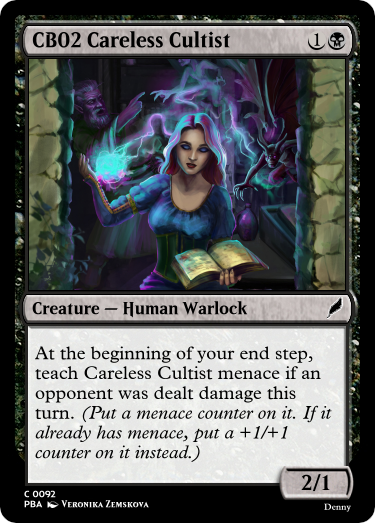 CB02 Careless Cultist 1
Creature — Human Warlock
At the beginning of your end step,
teach Careless Cultist menace if an
opponent was dealt damage this
turn. (Put a menace counter on it. If it
already has menace, put a +1/+1
counter on it instead.)
2/1
C 0092
PBA Veronika Zemskova
Denny